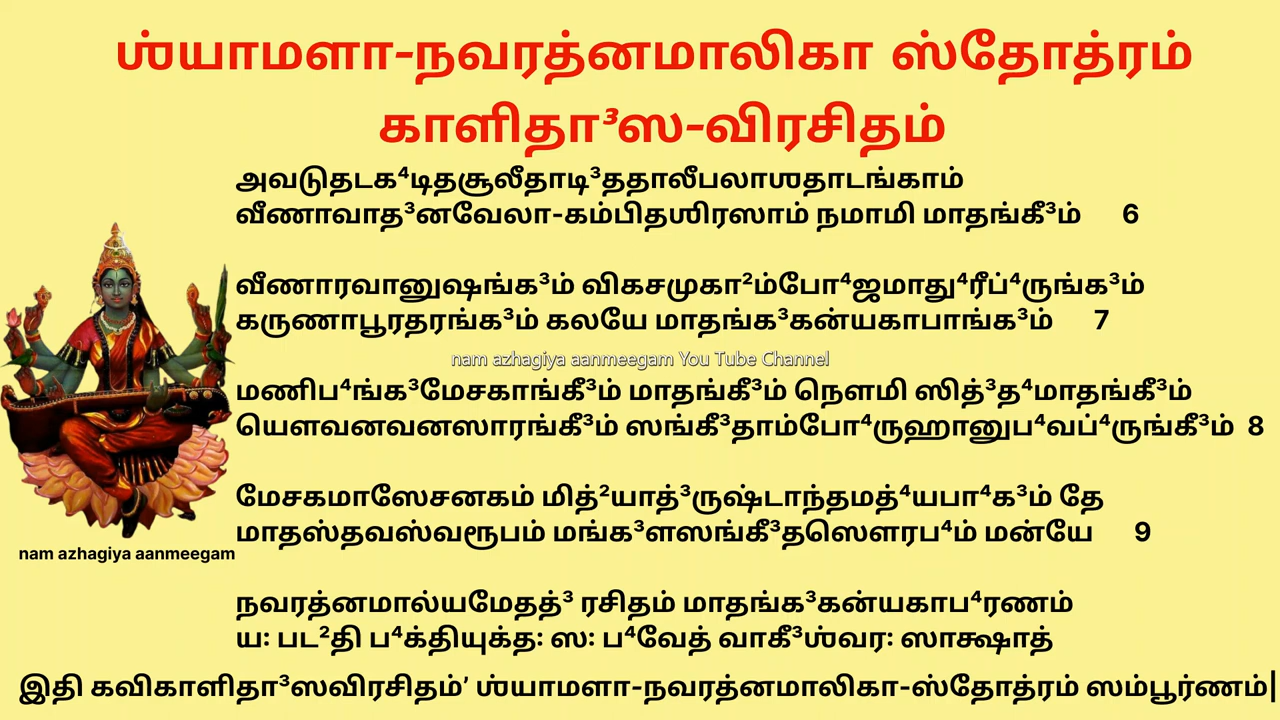 ஶ்யாமளா-நவரத்னமாலிகா ஸ்தோத்ரம்
காளிதா³ஸ-விரசிதம்
அவடுதடக⁴டிதசூலீதாடி³ததாலீபலாஶதாடங்காம்
வீணாவாத³னவேலா-கம்பிதஶிரஸாம் நமாமி மாதங்கீ³ம் 6
வீணாரவானுஷங்க³ம் விகசமுகா²ம்போ⁴ஜமாது⁴ரீப்⁴ருங்க³ம்
கருணாபூரதரங்க³ம் கலயே மாதங்க³கன்யகாபாங்க³ம் 7
nam azhagiya aanmeegam You Tube Channel
மணிப⁴ங்க³மேசகாங்கீ³ம் மாதங்கீ³ம் நௌமி ஸித்³த⁴மாதங்கீ³ம்
யௌவனவனஸாரங்கீ³ம் ஸங்கீ³தாம்போ⁴ருஹானுப⁴வப்⁴ருங்கீ³ம் 8
மேசகமாஸேசனகம் மித்²யாத்³ருஷ்டாந்தமத்⁴யபா⁴க³ம் தே
மாதஸ்தவஸ்வரூபம் மங்க³ளஸங்கீ³தஸௌரப⁴ம் மன்யே 9
nam azhagiya aanmeegam
நவரத்னமால்யமேதத்³ ரசிதம் மாதங்க³கன்யகாப⁴ரணம்
ய꞉ பட²தி ப⁴க்தியுக்த꞉ ஸ꞉ ப⁴வேத் வாகீ³ஶ்வர꞉ ஸாக்ஷாத்
இதி கவிகாளிதா³ஸவிரசிதம்ʼ ஶ்யாமளா-நவரத்னமாலிகா-ஸ்தோத்ரம் ஸம்பூர்ணம்|